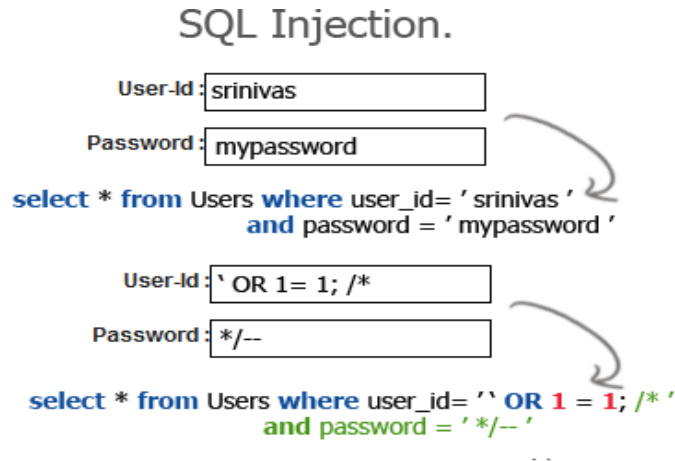 SQL Injection.
User-Id : srinivas
Password : mypassword
select * from Users where user_id= ' srinivas '
and password = ' mypassword '
User-Id : ` OR 1= 1; /*
Password : */--
select * from Users where user_id= '` OR 1 = 1; /* '
and password = ' */-- '